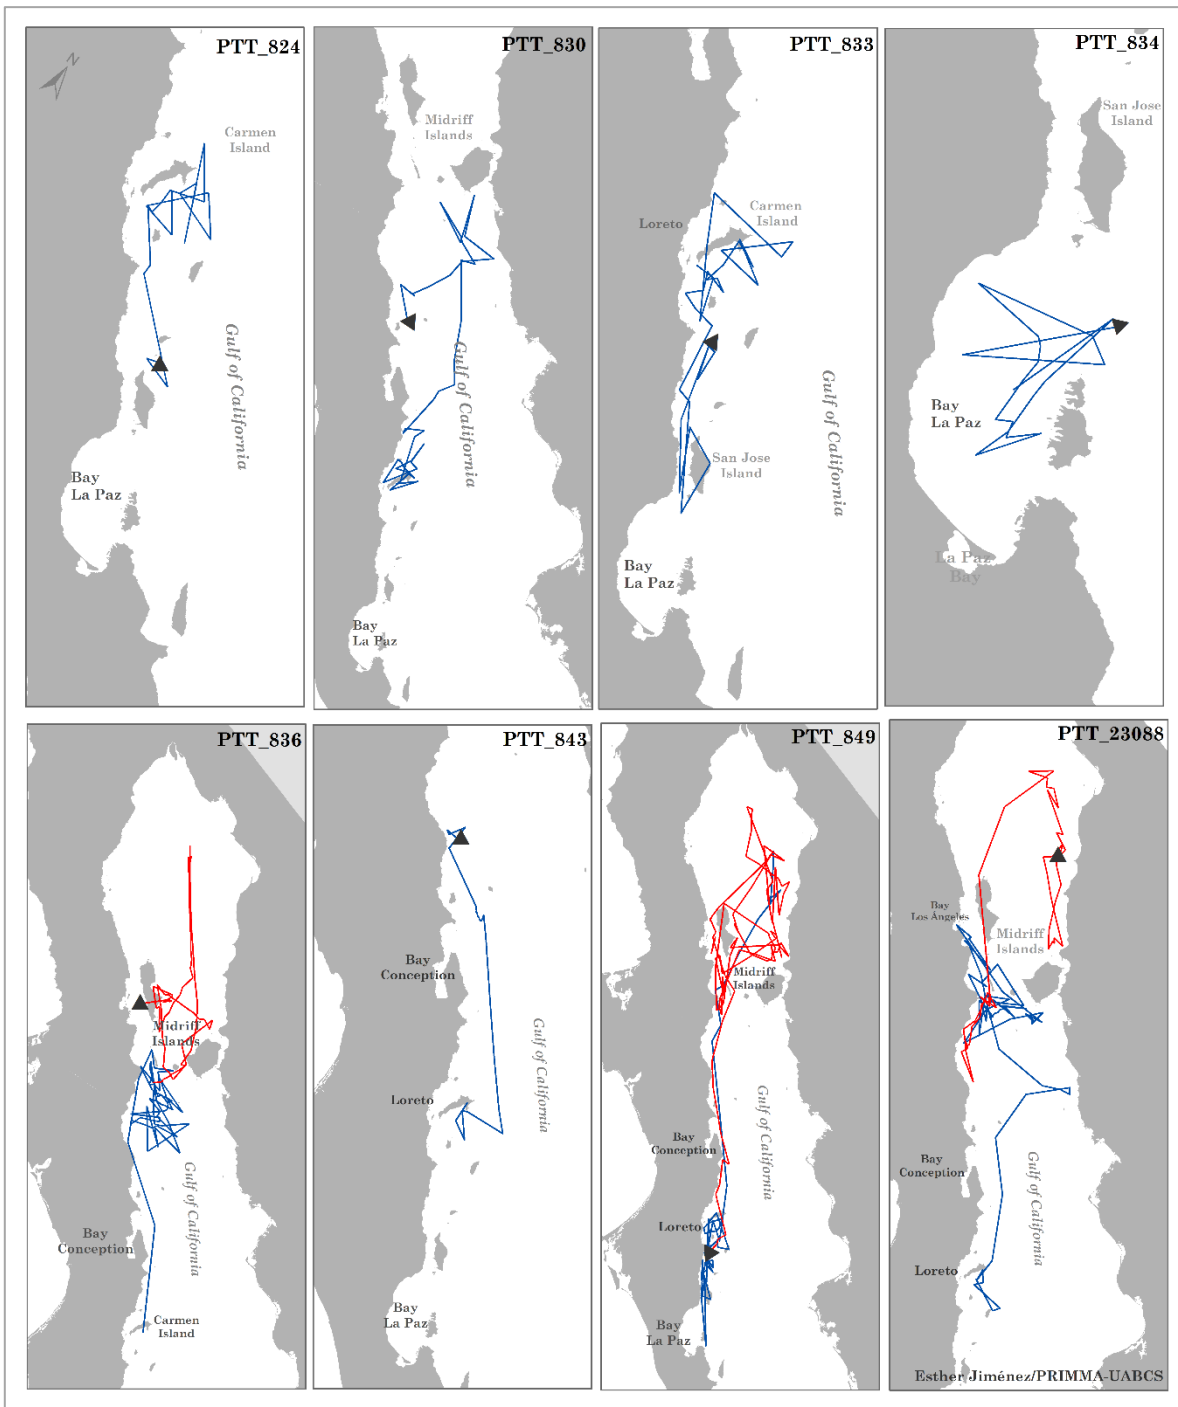 PTT_824
N
Carmen
Island
Gulf of California
Bay
La Paz
PTT_830
Midriff
Islands
Gulf of California
Bay
La Paz
PTT_833
Loreto
Carmen
Island
Gulf of California
San Jose
Island
Bay
La Paz
PTT_834
San Jose
Island
Bay
La Paz
La Paz
Bay
PTT_836
Midriff
Islands
Gulf of California
Bay
Conception
Carmen
Island
PTT_843
Bay
Conception
Gulf of California
Loreto
Bay
La Paz
PTT_849
Midriff
Islands
Gulf of California
Bay
Conception
Loreto
Bay
La Paz
PTT_23088
Bay
Los Ángeles
Midriff
Islands
Bay
Conception
Gulf of California
Loreto
Esther Jiménez/PRIMMA-UABCS